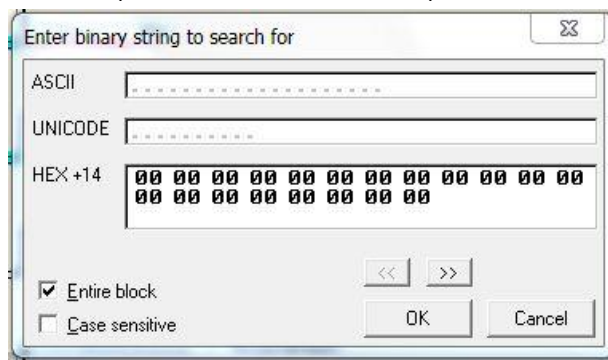 Enter binary string to search for
ASCII ....................
UNICODE ..........
HEX +14 00 00 00 00 00 00 00 00 00 00 00 00
00 00 00 00 00 00 00 00
<< >>
Entire block
Case sensitive
OK Cancel